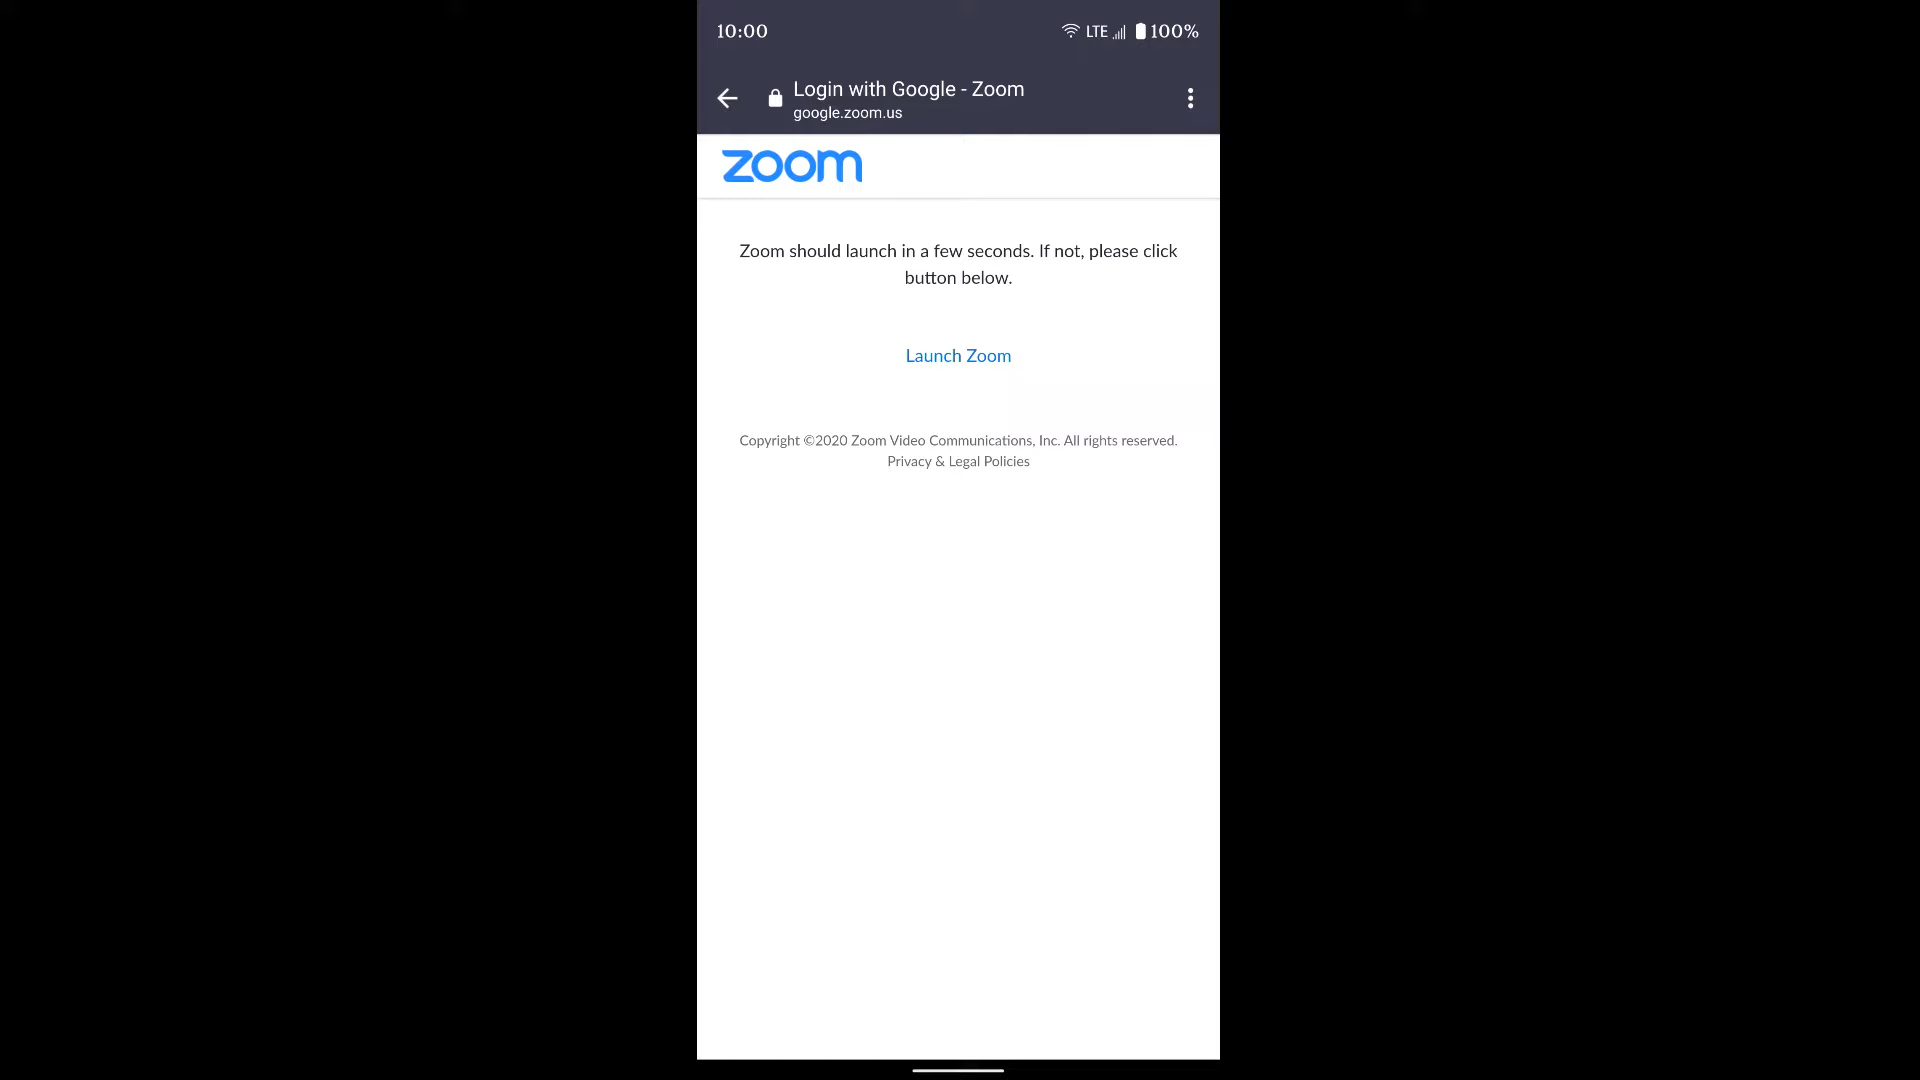 10:00
LTE 100%
Login with Google - Zoom
google.zoom.us
zoom
Zoom should launch in a few seconds. If not, please click
button below.
Launch Zoom
Copyright ©2020 Zoom Video Communications, Inc. All rights reserved.
Privacy & Legal Policies